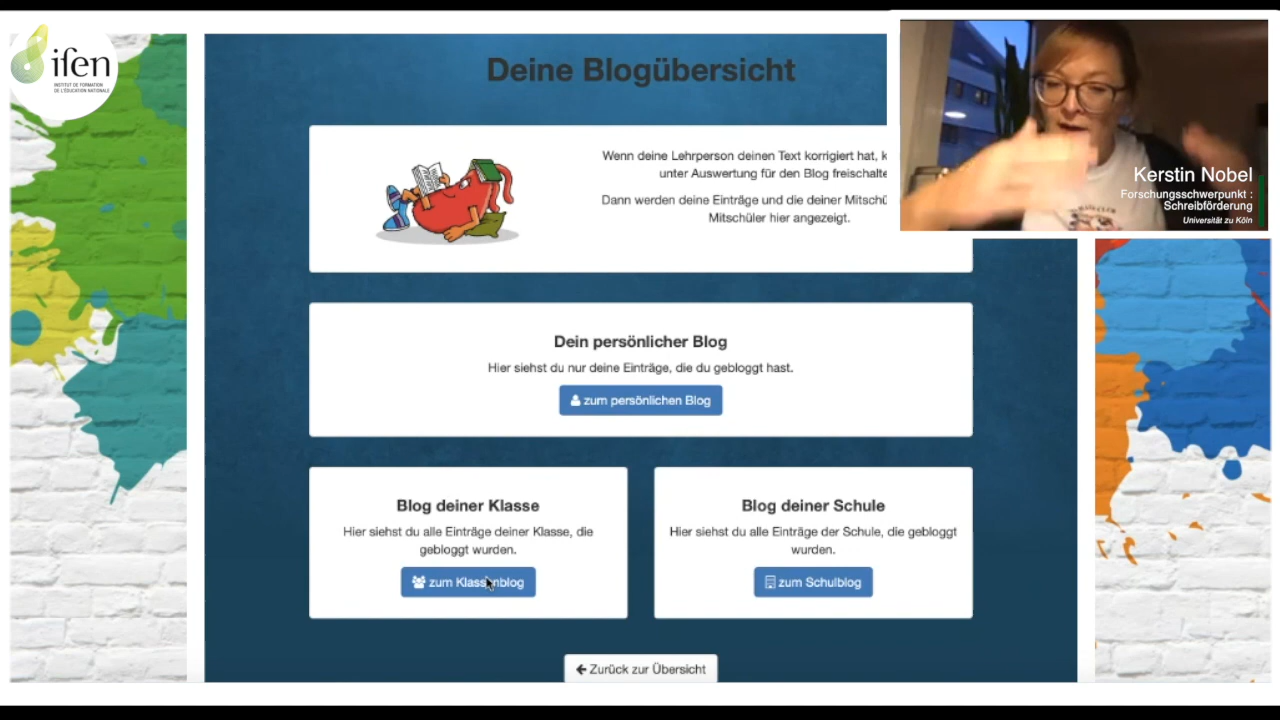 ifen
INSTITUT DE FORMATION
DE L'ÉDUCATION NATIONALE
Deine Blogübersicht
Wenn deine Lehrperson deinen Text korrigiert hat, k
unter Auswertung für den Blog freischalte
Dann werden deine Einträge und die deiner Mitschü
Mitschüler hier angezeigt.
Kerstin Nobel
Forschungsschwerpunkt :
Schreibförderung
Universität zu Köln
Dein persönlicher Blog
Hier siehst du nur deine Einträge, die du gebloggt hast.
zum persönlichen Blog
Blog deiner Klasse
Hier siehst du alle Einträge deiner Klasse, die
gebloggt wurden.
zum Klassenblog
Blog deiner Schule
Hier siehst du alle Einträge der Schule, die gebloggt
wurden.
zum Schulblog
Zurück zur Übersicht